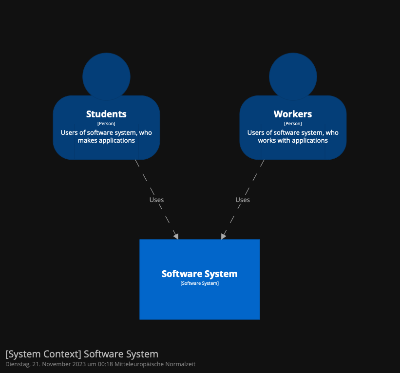 Students
[Person]
Users of software system, who
makes applications
Workers
[Person]
Users of software system, who
works with applications
Uses
Uses
Software System
[Software System]
[System Context] Software System
Dienstag, 21. November 2023 um 00:18 Mitteleuropäische Normalzeit